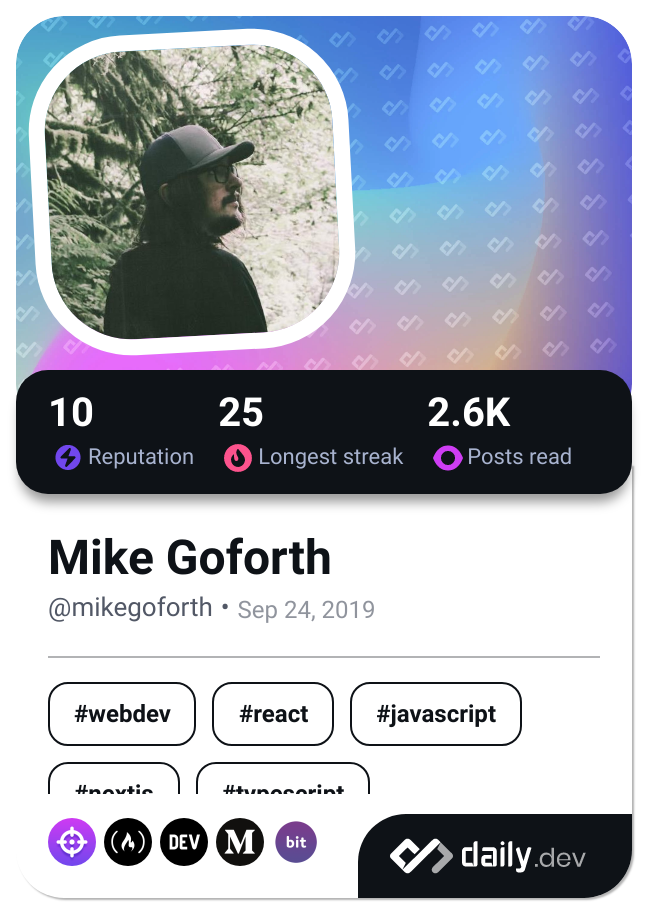 10 25 2.6K
Reputation Longest streak Posts read
Mike Goforth
@mikegoforth • Sep 24, 2019
#webdev #react #javascript
#nextjs #typescript
DEV M bit
daily.dev